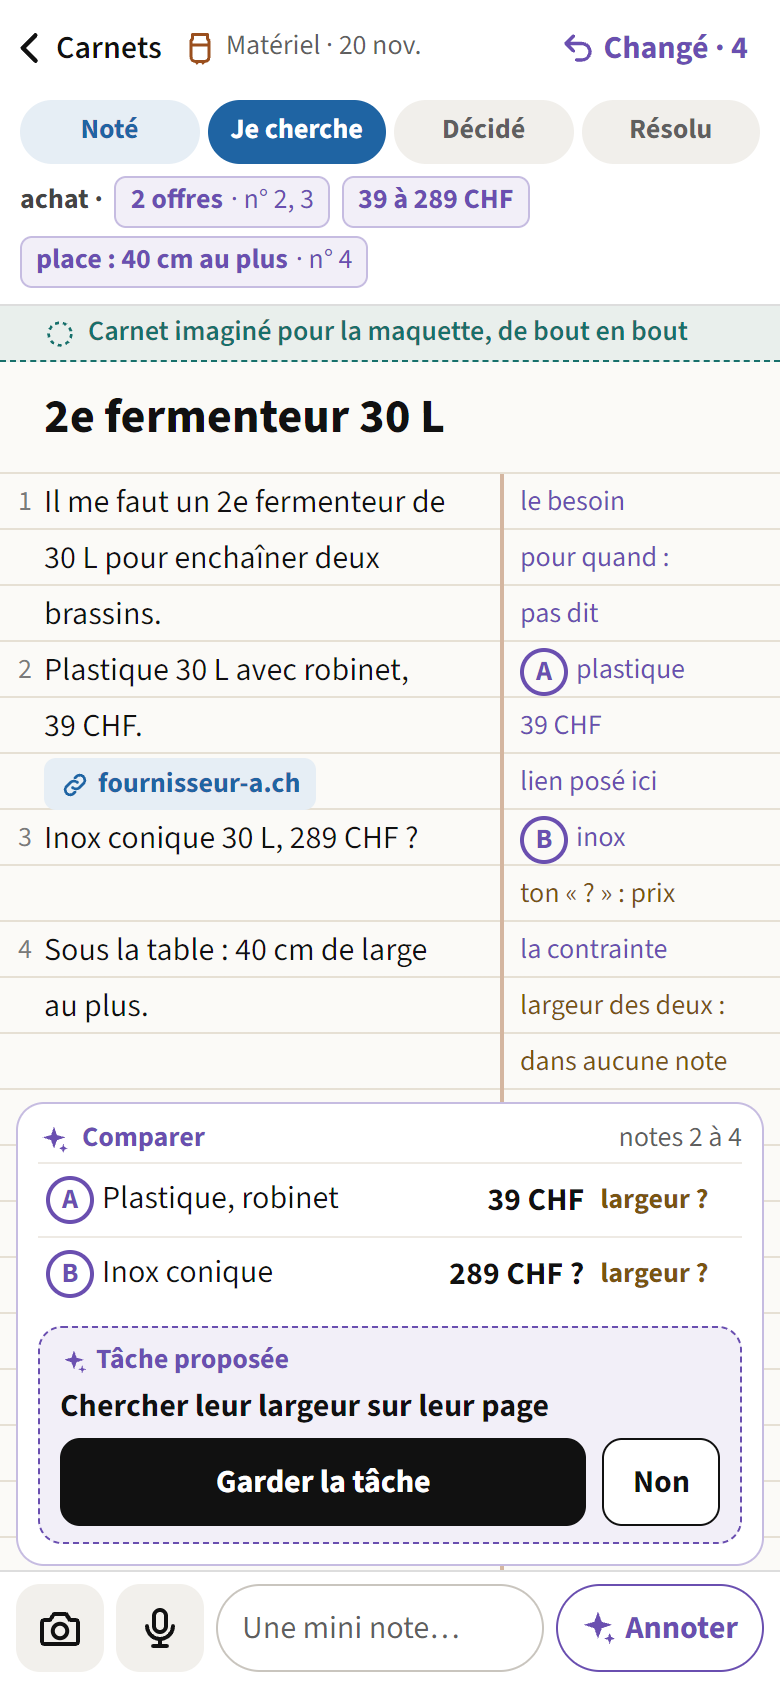 Carnets
Matériel · 20 nov.
Changé · 4
Noté
Je cherche
Décidé
Résolu
achat · 2 offres · n° 2, 3 39 à 289 CHF
place : 40 cm au plus · n° 4
Carnet imaginé pour la maquette, de bout en bout
2e fermenteur 30 L
1 Il me faut un 2e fermenteur de
le besoin
30 L pour enchaîner deux
pour quand :
brassins.
pas dit
2 Plastique 30 L avec robinet,
A plastique
39 CHF.
39 CHF
fournisseur-a.ch
lien posé ici
3 Inox conique 30 L, 289 CHF ?
B inox
ton « ? » : prix
4 Sous la table : 40 cm de large
la contrainte
au plus.
largeur des deux :
dans aucune note
Comparer
notes 2 à 4
A Plastique, robinet 39 CHF largeur ?
B Inox conique 289 CHF ? largeur ?
Tâche proposée
Chercher leur largeur sur leur page
Garder la tâche
Non
Une mini note…
Annoter